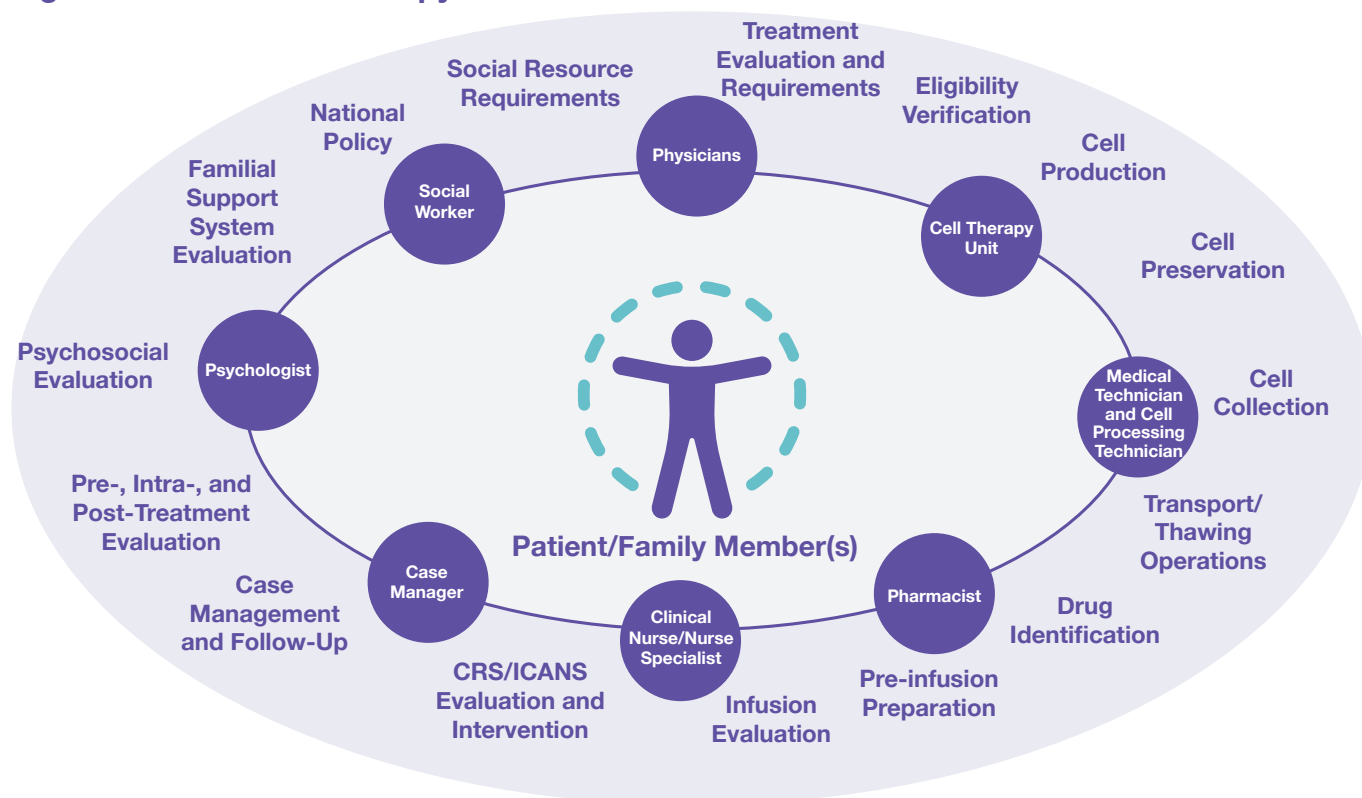 Treatment
Evaluation and
Requirements
Social Resource
Requirements
Eligibility
Verification
National
Policy
Cell
Production
Physicians
Familial
Support
System
Evaluation
Social
Worker
Cell Therapy
Unit
Cell
Preservation
Psychosocial
Evaluation
Psychologist
Medical
Technician
and Cell
Processing
Technician
Cell
Collection
Pre-, Intra-, and
Post-Treatment
Evaluation
Transport/
Thawing
Operations
Patient/Family Member(s)
Case
Manager
Clinical
Nurse/Nurse
Specialist
Pharmacist
Case
Management
and Follow-Up
Drug
Identification
CRS/ICANS
Evaluation and
Intervention
Infusion
Evaluation
Pre-infusion
Preparation